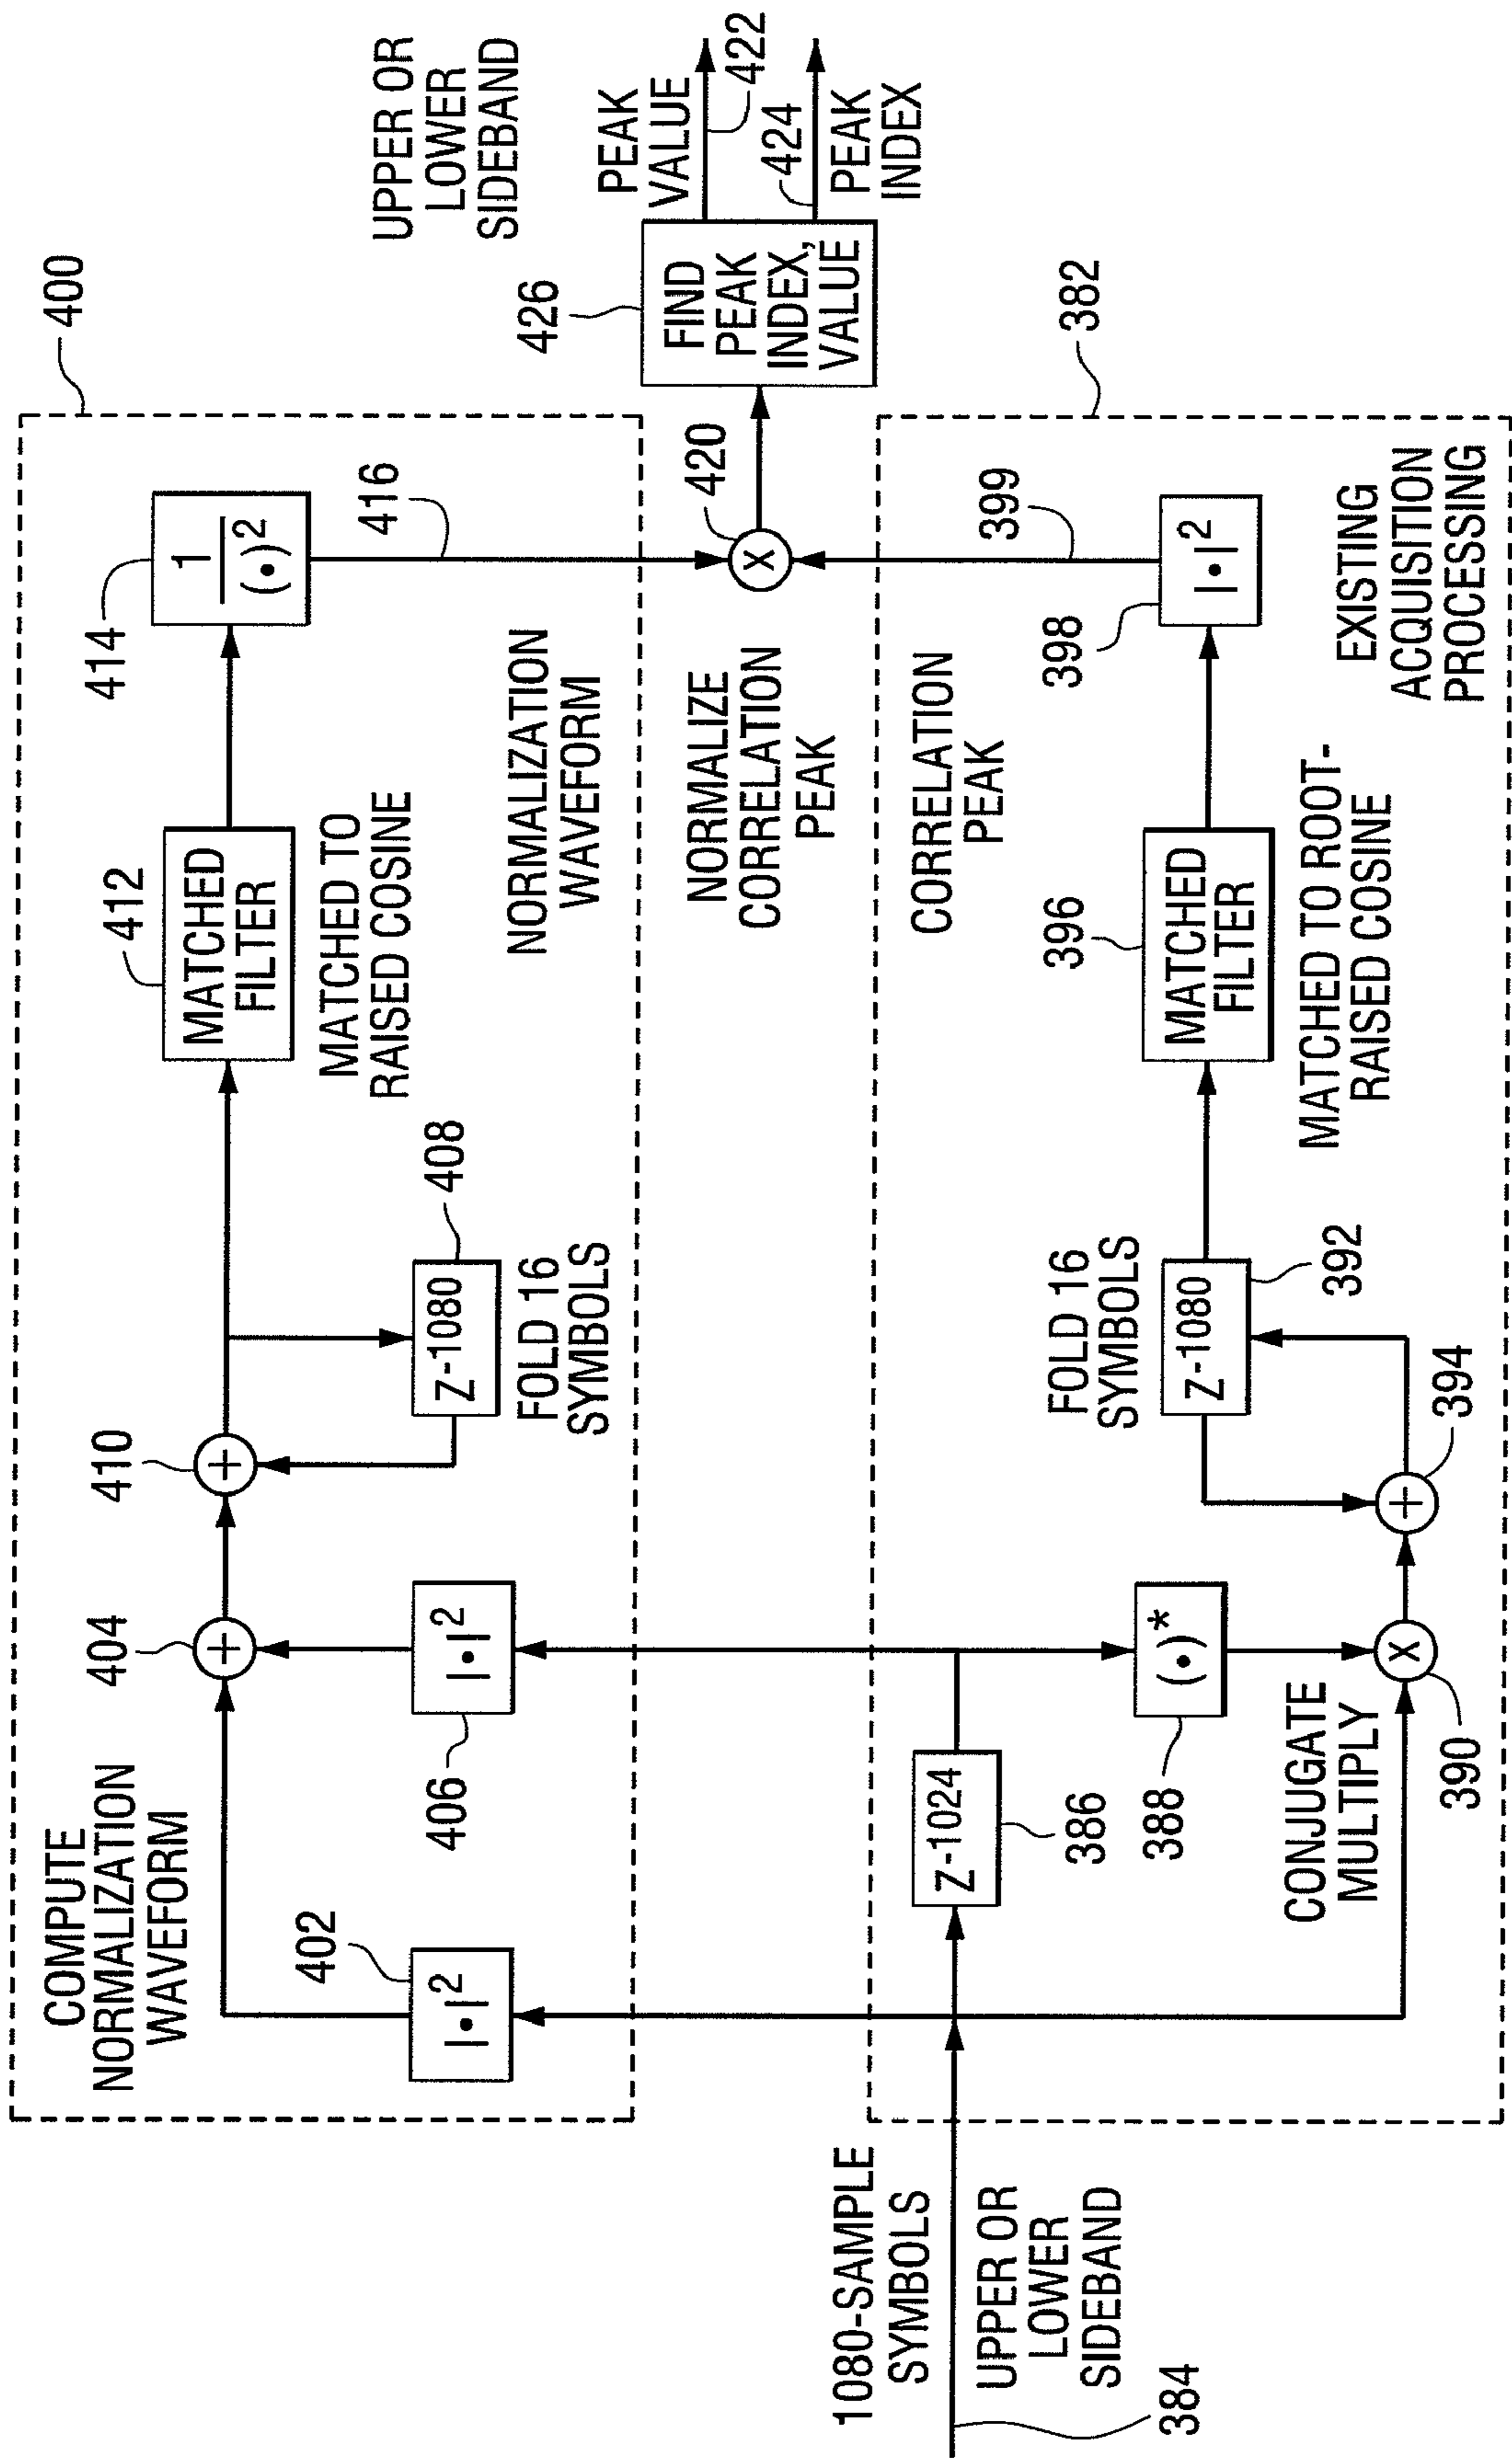 UPPER OR
LOWER
SIDEBAND
400
COMPUTE
NORMALIZATION
WAVEFORM
402
|•|2
404
+
406
|•|2
410
+
408
Z-1080
FOLD 16
SYMBOLS
412
MATCHED
FILTER
MATCHED TO
RAISED COSINE
414
1
(•)2
416
NORMALIZATION
WAVEFORM
NORMALIZE
CORRELATION
PEAK
420
X
426
FIND
PEAK
INDEX,
VALUE
PEAK
VALUE
422
424
PEAK
INDEX
1080-SAMPLE
SYMBOLS
UPPER OR
LOWER
SIDEBAND
384
382
Z-1024
386
388
(•)*
CONJUGATE
MULTIPLY
X
390
FOLD 16
SYMBOLS
Z-1080
392
+
394
CORRELATION
PEAK
396
MATCHED
FILTER
MATCHED TO ROOT-
RAISED COSINE
399
398
|•|2
EXISTING
ACQUISITION
PROCESSING